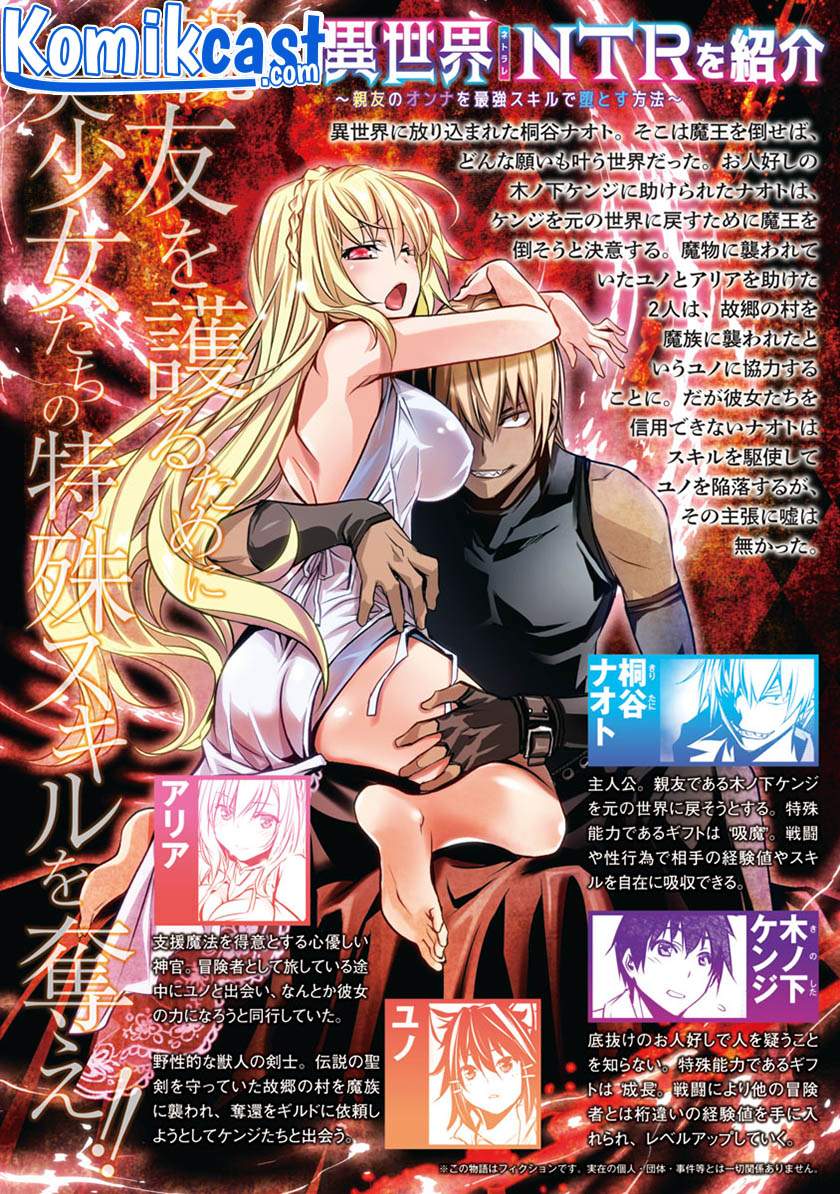 Komikcast
.com
異世界NTRを紹介
ネトラレ
～親友のオンナを最強スキルで堕とす方法～
親友を護るために
美少女たちの特殊スキルを奪え!!
異世界に放り込まれた桐谷ナオト。そこは魔王を倒せば、
どんな願いも叶う世界だった。お人好しの
木ノ下ケンジに助けられたナオトは、
ケンジを元の世界に戻すために魔王を
倒そうと決意する。魔物に襲われて
いたユノとアリアを助けた
2人は、故郷の村を
魔族に襲われたと
いうユノに協力する
ことに。だが彼女たちを
信用できないナオトは
スキルを駆使して
ユノを陥落するが、
その主張に嘘は
無かった。
桐谷
きり たに
ナオト
主人公。親友である木ノ下ケンジ
を元の世界に戻そうとする。特殊
能力であるギフトは“吸魔”。戦闘
や性行為で相手の経験値やスキ
ルを自在に吸収できる。
アリア
支援魔法を得意とする心優しい
神官。冒険者として旅している途
中にユノと出会い、なんとか彼女
の力になろうと同行していた。
木ノ下
き の した
ケンジ
底抜けのお人好しで人を疑うこと
を知らない。特殊能力であるギフ
トは“成長”。戦闘により他の冒険
者とは桁違いの経験値を手に入
れられ、レベルアップしていく。
ユノ
野性的な獣人の剣士。伝説の聖
剣を守っていた故郷の村を魔族
に襲われ、奪還をギルドに依頼し
ようとしてケンジたちと出会う。
※この物語はフィクションです。実在の個人・団体・事件等とは一切関係ありません。